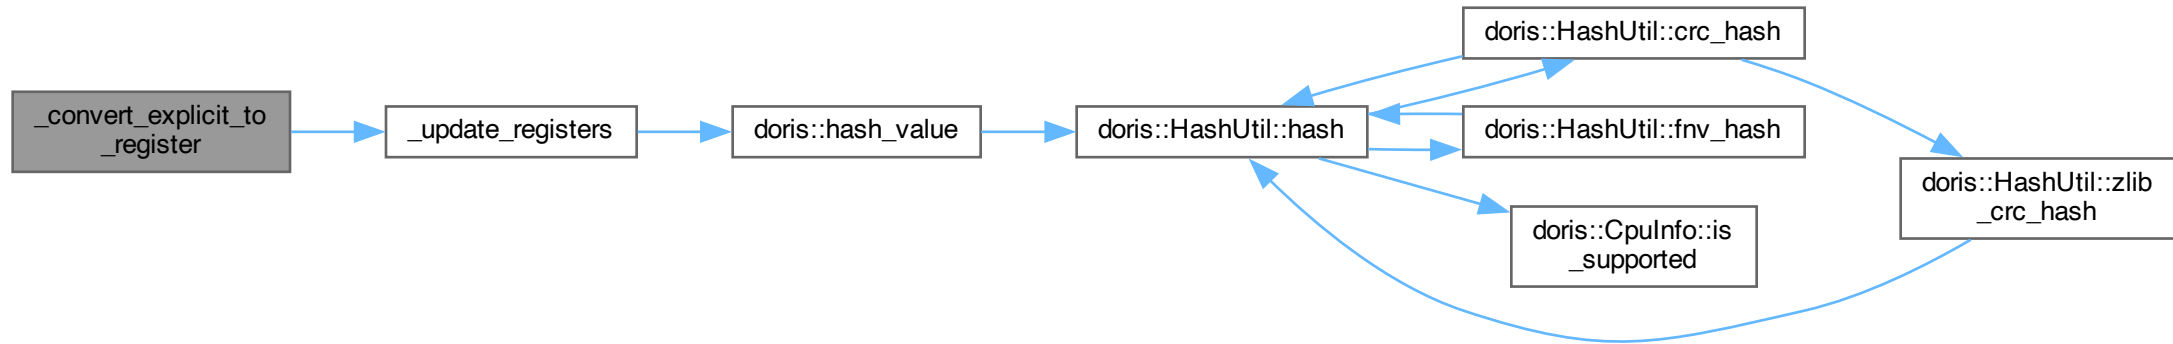 _convert_explicit_to
_register
_update_registers
doris::hash_value
doris::HashUtil::hash
doris::HashUtil::crc_hash
doris::HashUtil::fnv_hash
doris::CpuInfo::is
_supported
doris::HashUtil::zlib
_crc_hash